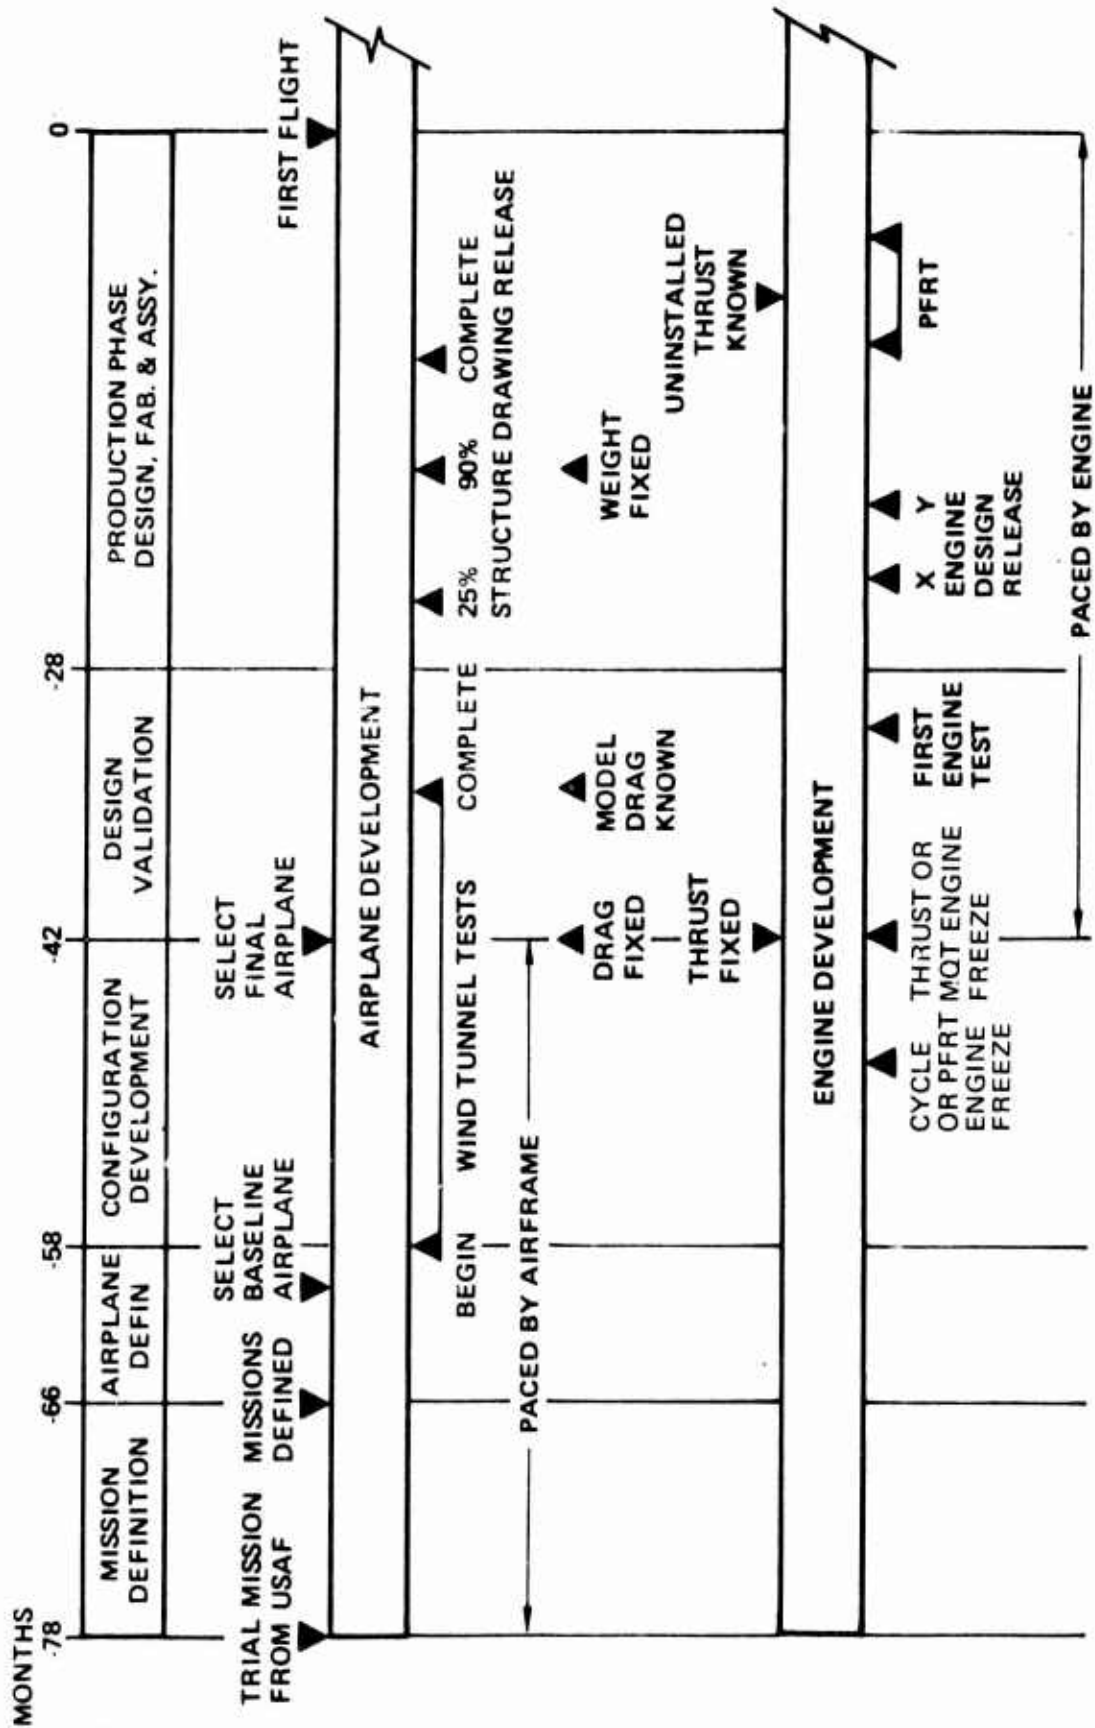 MONTHS
-78
-66
-58
-42
-28
0
MISSION
DEFINITION
AIRPLANE
DEFIN
CONFIGURATION
DEVELOPMENT
DESIGN
VALIDATION
PRODUCTION PHASE
DESIGN, FAB. & ASSY.
TRIAL MISSION
FROM USAF
MISSIONS
DEFINED
SELECT
BASELINE
AIRPLANE
SELECT
FINAL
AIRPLANE
FIRST FLIGHT
AIRPLANE DEVELOPMENT
BEGIN
WIND TUNNEL TESTS
COMPLETE
25%
90%
COMPLETE
STRUCTURE DRAWING RELEASE
PACED BY AIRFRAME
DRAG
FIXED
MODEL
DRAG
KNOWN
WEIGHT
FIXED
THRUST
FIXED
UNINSTALLED
THRUST
KNOWN
ENGINE DEVELOPMENT
CYCLE
OR PFRT
ENGINE
FREEZE
THRUST OR
MQT ENGINE
FREEZE
FIRST
ENGINE
TEST
X Y
ENGINE
DESIGN
RELEASE
PFRT
PACED BY ENGINE